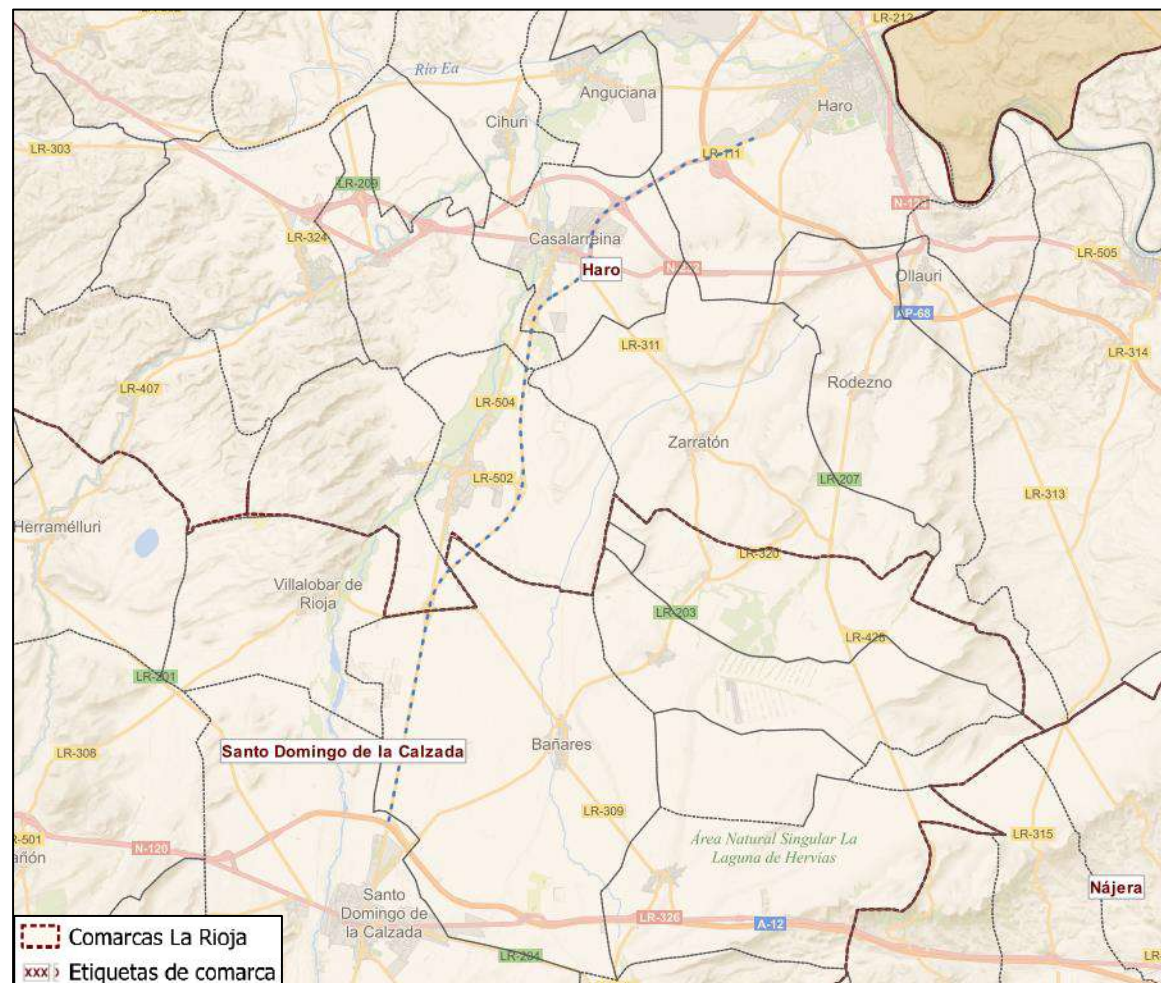 LR-212
Río Ea
Anguciana
Haro
Cihuri
LR-303
LR-111
LR-209
LR-324
Casalarreina
Haro
LR-505
Ollauri
AP-68
LR-311
LR-314
LR-407
Rodezno
LR-504
Zarratón
LR-502
LR-207
LR-313
Herramélluri
LR-320
Villalobar de
Rioja
LR-203
LR-426
LR-201
Santo Domingo de la Calzada
Bañares
LR-308
LR-309
LR-501
N-120
Área Natural Singular La
Laguna de Hervías
LR-315
Nájera
Santo
Domingo de
la Calzada
LR-326
A-12
LR-204
Comarcas La Rioja
xxx
Etiquetas de comarca